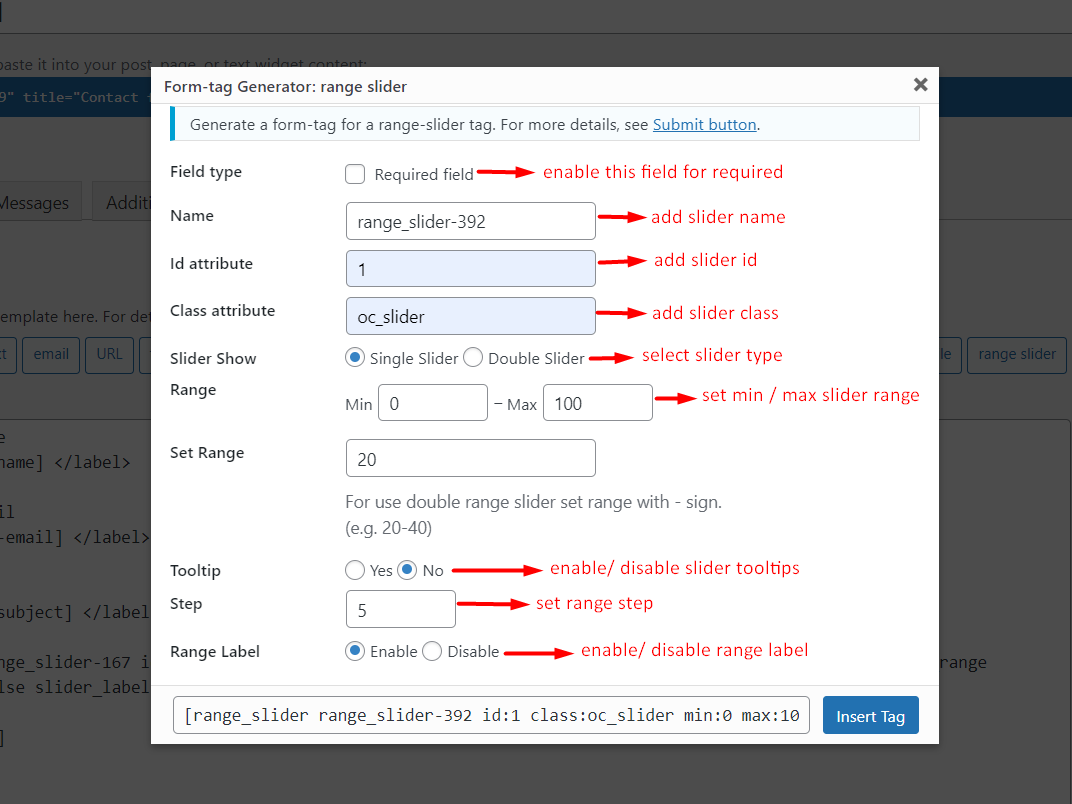 paste it into your post, page, or text widget content:
9" title="Contact
Form-tag Generator: range slider
Generate a form-tag for a range-slider tag. For more details, see Submit button.
Messages
Additi
Field type
Required field
enable this field for required
Name
range_slider-392
add slider name
Id attribute
1
add slider id
Class attribute
oc_slider
add slider class
emplate here. For det
email
URL
range slider
Slider Show
Single Slider
Double Slider
select slider type
Range
Min
0
– Max
100
set min / max slider range
Set Range
20
For use double range slider set range with - sign.
(e.g. 20-40)
name] </label>
-email] </label>
subject] </label
nge_slider-167
range
lse slider_label
Tooltip
Yes
No
enable/ disable slider tooltips
Step
5
set range step
Range Label
Enable
Disable
enable/ disable range label
[range_slider range_slider-392 id:1 class:oc_slider min:0 max:10
Insert Tag